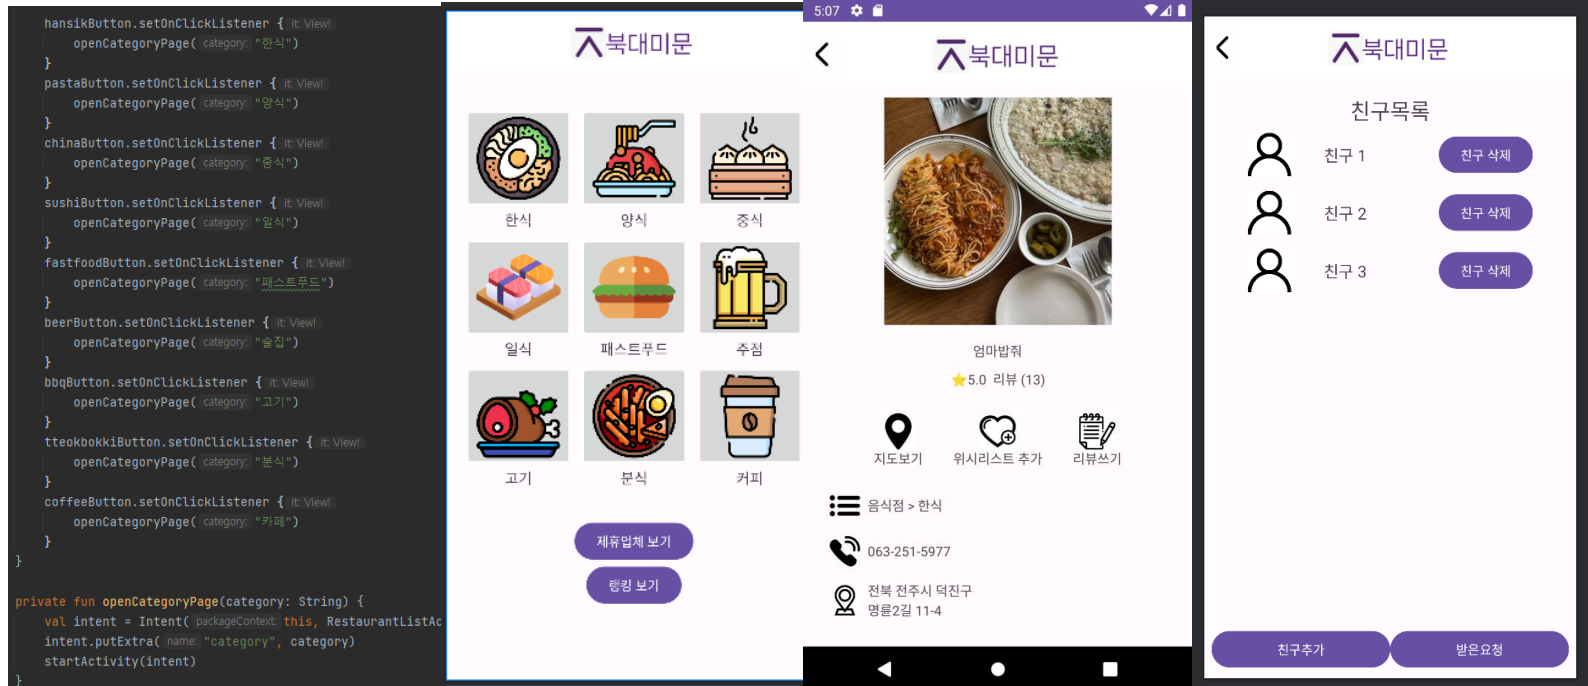 hansikButton.setOnClickListener { it: View!
openCategoryPage( category: "한식")
}
pastaButton.setOnClickListener { it: View!
openCategoryPage( category: "양식")
}
chinaButton.setOnClickListener { it: View!
openCategoryPage( category: "중식")
}
sushiButton.setOnClickListener { it: View!
openCategoryPage( category: "일식")
}
fastfoodButton.setOnClickListener { it: View!
openCategoryPage( category: "패스트푸드")
}
beerButton.setOnClickListener { it: View!
openCategoryPage( category: "술집")
}
bbqButton.setOnClickListener { it: View!
openCategoryPage( category: "고기")
}
tteokbokkiButton.setOnClickListener { it: View!
openCategoryPage( category: "분식")
}
coffeeButton.setOnClickListener { it: View!
openCategoryPage( category: "카페")
}
}
private fun openCategoryPage(category: String) {
val intent = Intent( packageContext: this, RestaurantListAc
intent.putExtra( name: "category", category)
startActivity(intent)
}
북대미문
한식 양식 중식
일식 패스트푸드 주점
고기 분식 커피
제휴업체 보기
랭킹 보기
5:07
북대미문
엄마밥줘
5.0 리뷰 (13)
지도보기 위시리스트 추가 리뷰쓰기
음식점 > 한식
063-251-5977
전북 전주시 덕진구
명륜2길 11-4
북대미문
친구목록
친구 1 친구 삭제
친구 2 친구 삭제
친구 3 친구 삭제
친구추가 받은요청